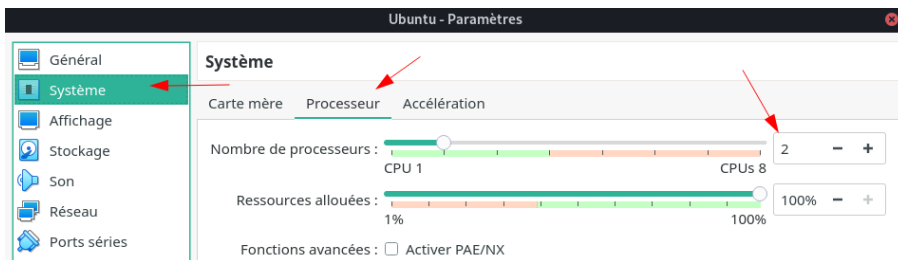 Ubuntu - Paramètres
Général
Système
Affichage
Stockage
Son
Réseau
Ports séries
Système
Carte mère Processeur Accélération
Nombre de processeurs : 2
CPU 1 CPUs 8
Ressources allouées : 100%
1% 100%
Fonctions avancées : Activer PAE/NX